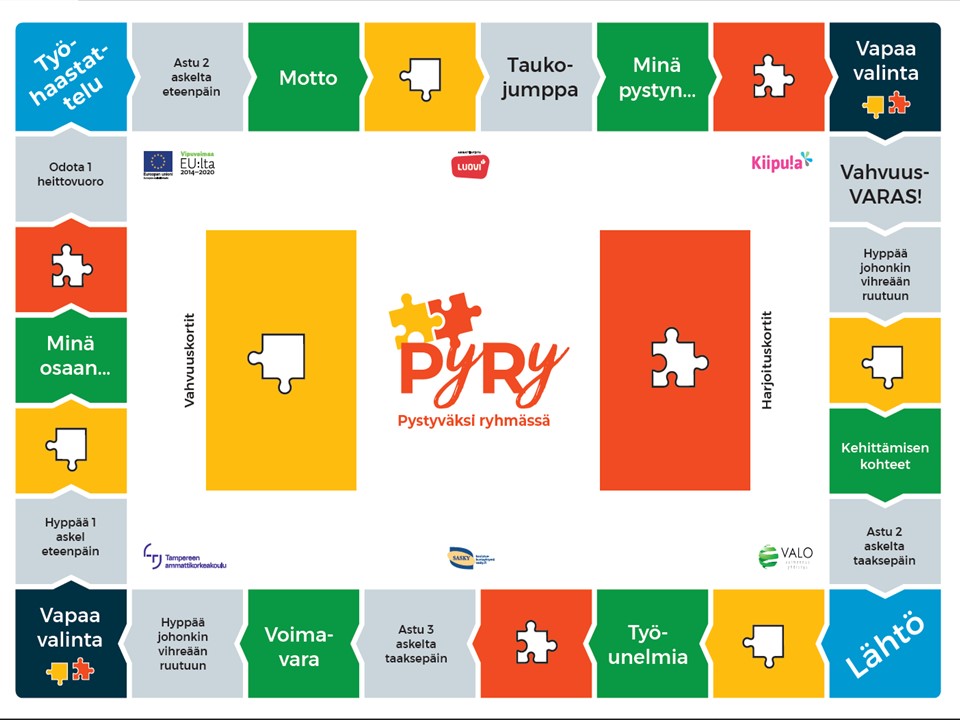 Työ-
haastat-
telu
Astu 2
askelta
eteenpäin
Motto
Tauko-
jumppa
Minä
pystyn...
Vapaa
valinta
Odota 1
heittovuoro
Vipuvoimaa
EU:lta
2014–2020
Euroopan unioni
LUOVI
Kiipula
Vahvuus-
VARAS!
Hyppää
johonkin
vihreään
ruutuun
Minä
osaan...
Vahvuuskortit
PyRy
Pystyväksi ryhmässä
Harjoituskortit
Kehittämisen
kohteet
Hyppää 1
askel
eteenpäin
Tampereen
ammattikorkeakoulu
SASKY
VALO
Astu 2
askelta
taaksepäin
Vapaa
valinta
Hyppää
johonkin
vihreään
ruutuun
Voima-
vara
Astu 3
askelta
taaksepäin
Työ-
unelmia
Lähtö